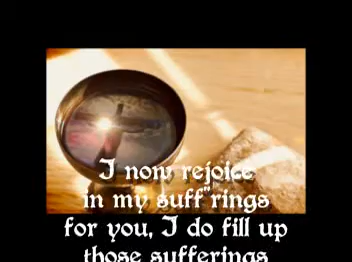 I now rejoice
in my suff'rings
for you, I do fill up
those sufferings